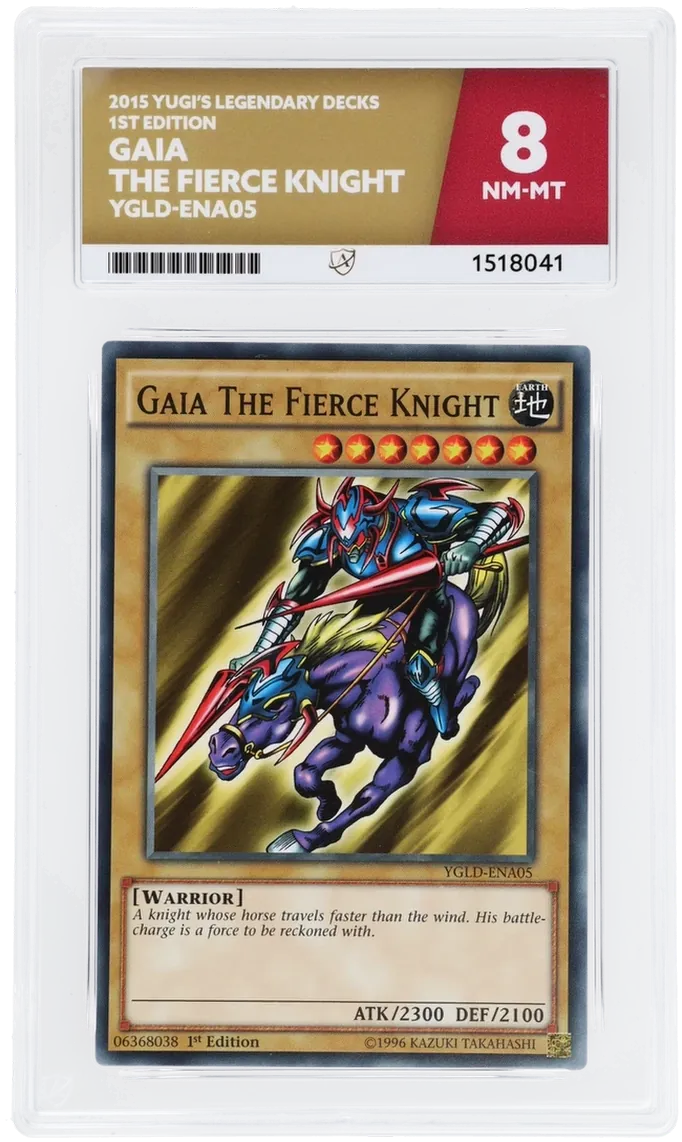 2015 YUGI'S LEGENDARY DECKS
1ST EDITION
GAIA
THE FIERCE KNIGHT
YGLD-ENA05
8
NM-MT
1518041
GAIA THE FIERCE KNIGHT
EARTH
地
YGLD-ENA05
[WARRIOR]
A knight whose horse travels faster than the wind. His battle-
charge is a force to be reckoned with.
ATK/2300 DEF/2100
06368038 1st Edition
©1996 KAZUKI TAKAHASHI